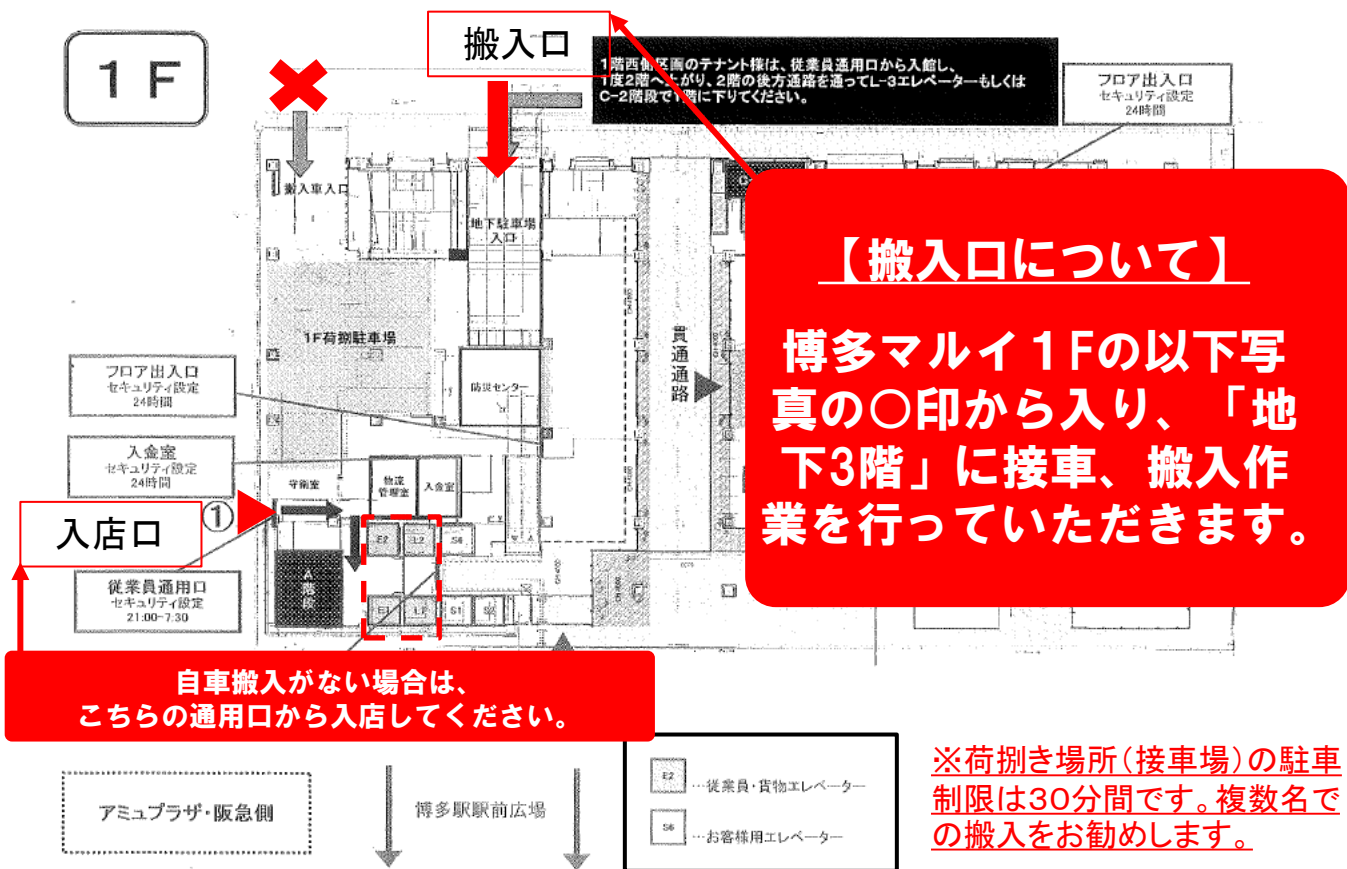 1F
搬入口
1階西側区画のテナント様は、従業員通用口から入館し、
1度2階へ上がり、2階の後方通路を通ってL-3エレベーターもしくは
C-2階段で1階に下りてください。
フロア出入口
セキュリティ設定
24時間
搬入車入口
地下駐車場
入口
【搬入口について】
博多マルイ1Fの以下写
真の○印から入り、「地
下3階」に接車、搬入作
業を行っていただきます。
1F荷捌駐車場
貫通通路
防災センター
フロア出入口
セキュリティ設定
24時間
入金室
セキュリティ設定
24時間
守衛室
物流
管理室
入金室
入店口
①
E2
L2
S6
A階段
E1
L1
S1
S2
従業員通用口
セキュリティ設定
21:00-7:30
自車搬入がない場合は、
こちらの通用口から入店してください。
アミュプラザ・阪急側
博多駅駅前広場
E2
…従業員・貨物エレベーター
S6
…お客様用エレベーター
※荷捌き場所(接車場)の駐車
制限は30分間です。複数名で
の搬入をお勧めします。